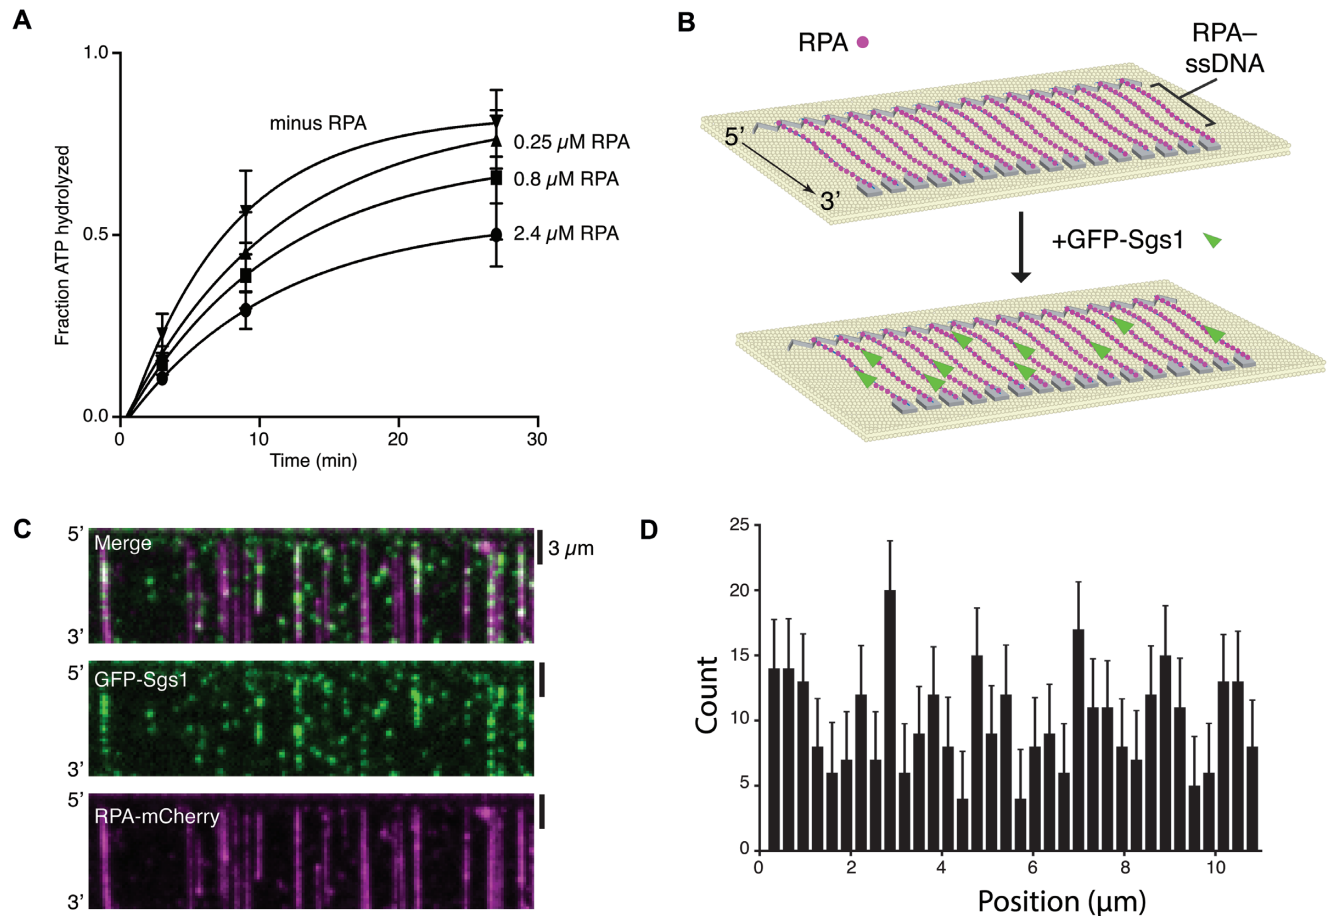 A
1.0
0.5
0.0
Fraction ATP hydrolyzed
minus RPA
0.25 µM RPA
0.8 µM RPA
2.4 µM RPA
0
10
20
30
Time (min)
B
RPA
RPA–
ssDNA
5’
3’
+GFP-Sgs1
C
5’
Merge
3 µm
3’
5’
GFP-Sgs1
3’
5’
RPA-mCherry
3’
D
25
20
15
10
5
0
Count
0
2
4
6
8
10
Position (µm)